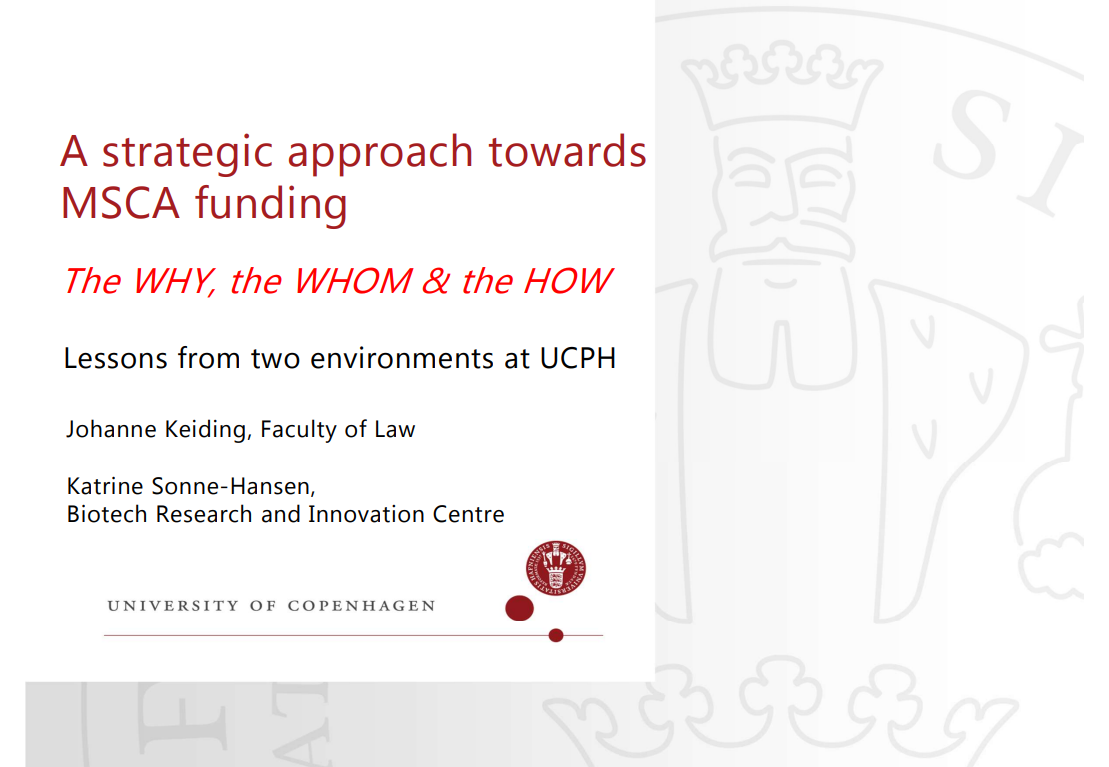 A strategic approach towards
MSCA funding
The WHY, the WHOM & the HOW
Lessons from two environments at UCPH
Johanne Keiding, Faculty of Law
Katrine Sonne-Hansen,
Biotech Research and Innovation Centre
UNIVERSITY OF COPENHAGEN
SI